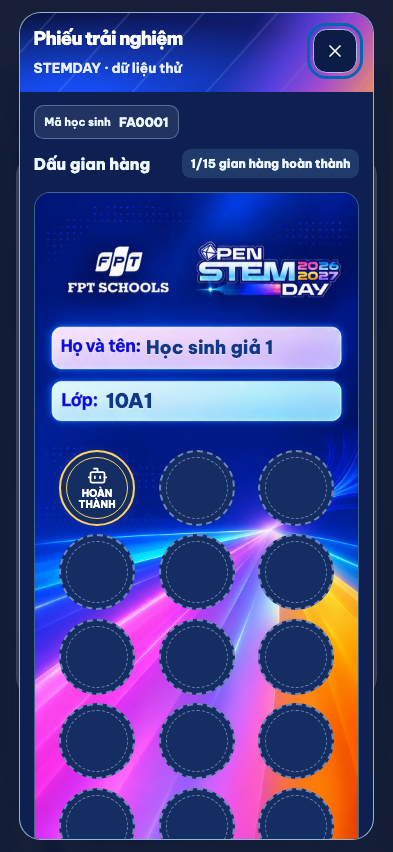 Phiếu trải nghiệm
STEMDAY · dữ liệu thử
Mã học sinh FA0001
Dấu gian hàng
1/15 gian hàng hoàn thành
FPT
FPT SCHOOLS
OPEN
STEM 2026 2027
DAY
Họ và tên: Học sinh giả 1
Lớp: 10A1
HOÀN
THÀNH